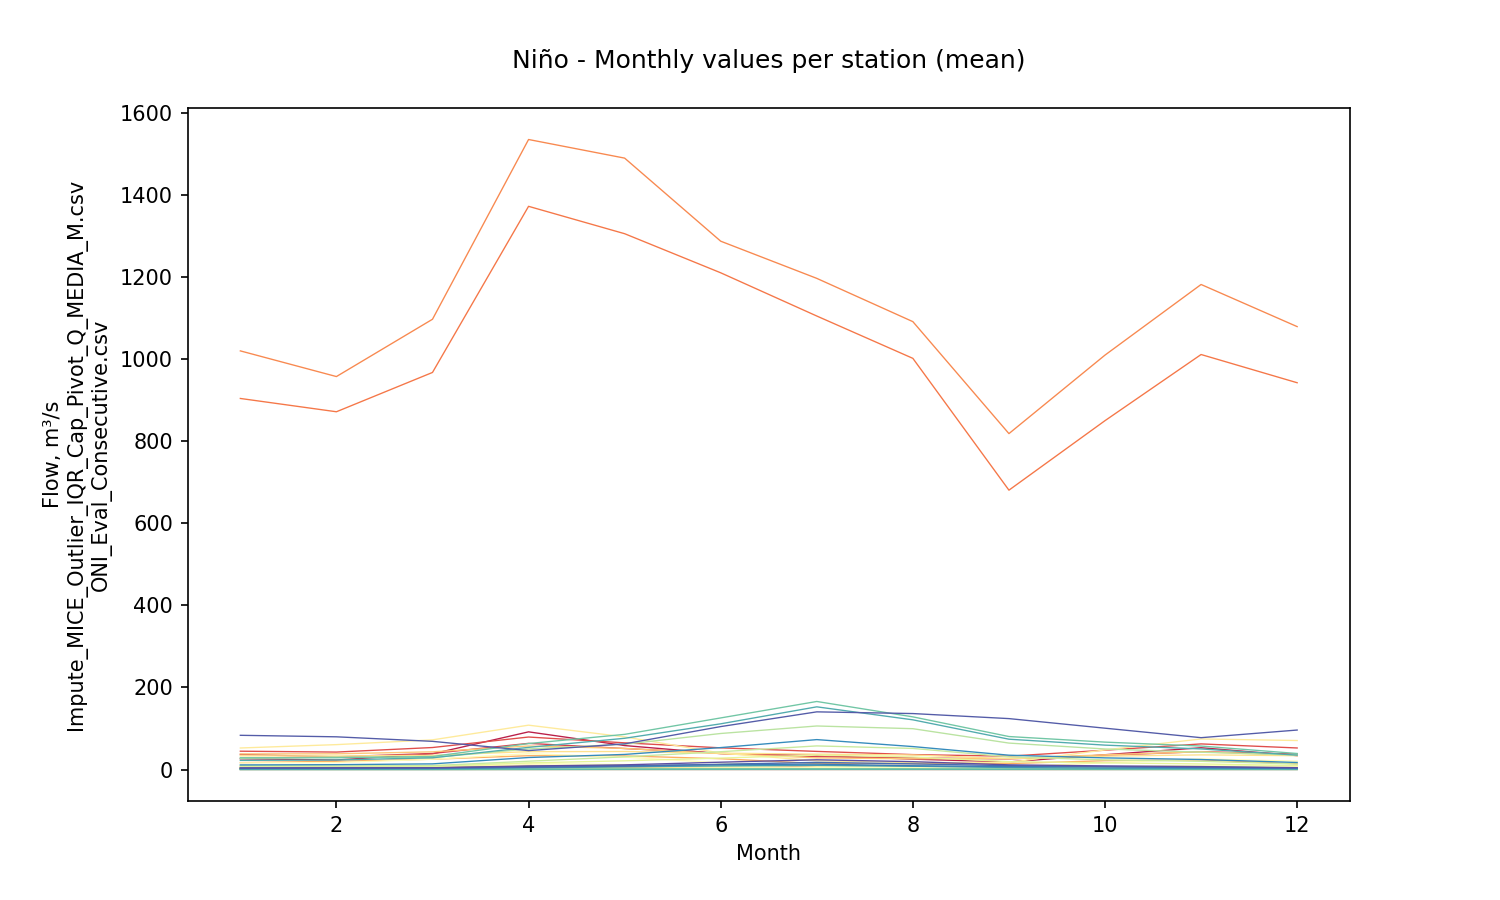 Niño - Monthly values per station (mean)
Flow, m³/s
Impute_MICE_Outlier_IQR_Cap_Pivot_Q_MEDIA_M.csv
ONI_Eval_Consecutive.csv
1600
1400
1200
1000
800
600
400
200
0
2 4 6 8 10 12
Month